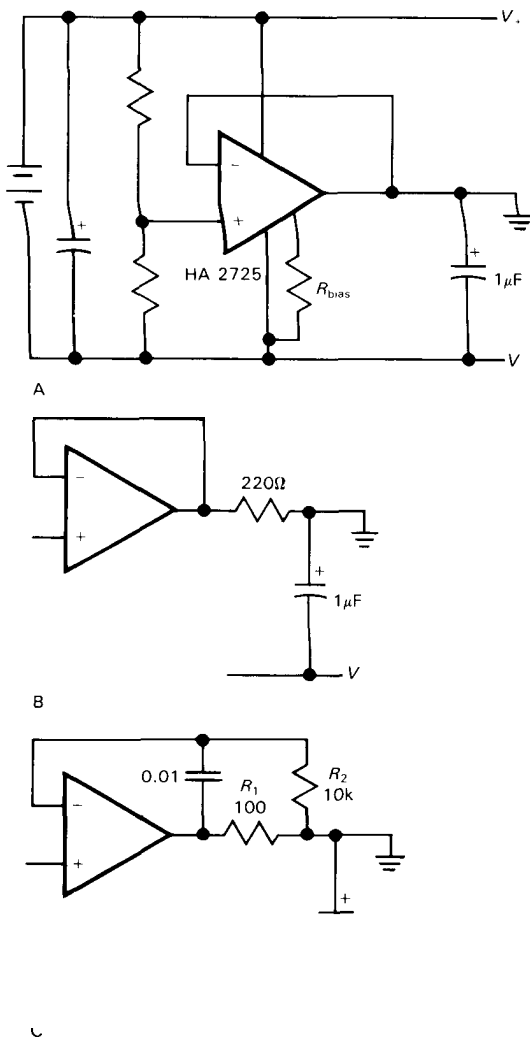 V.
−
+
+
HA 2725
Rbias
+
1μF
V
A
220Ω
−
+
+
1μF
V
B
0.01
R1
100
R2
10k
−
+
+